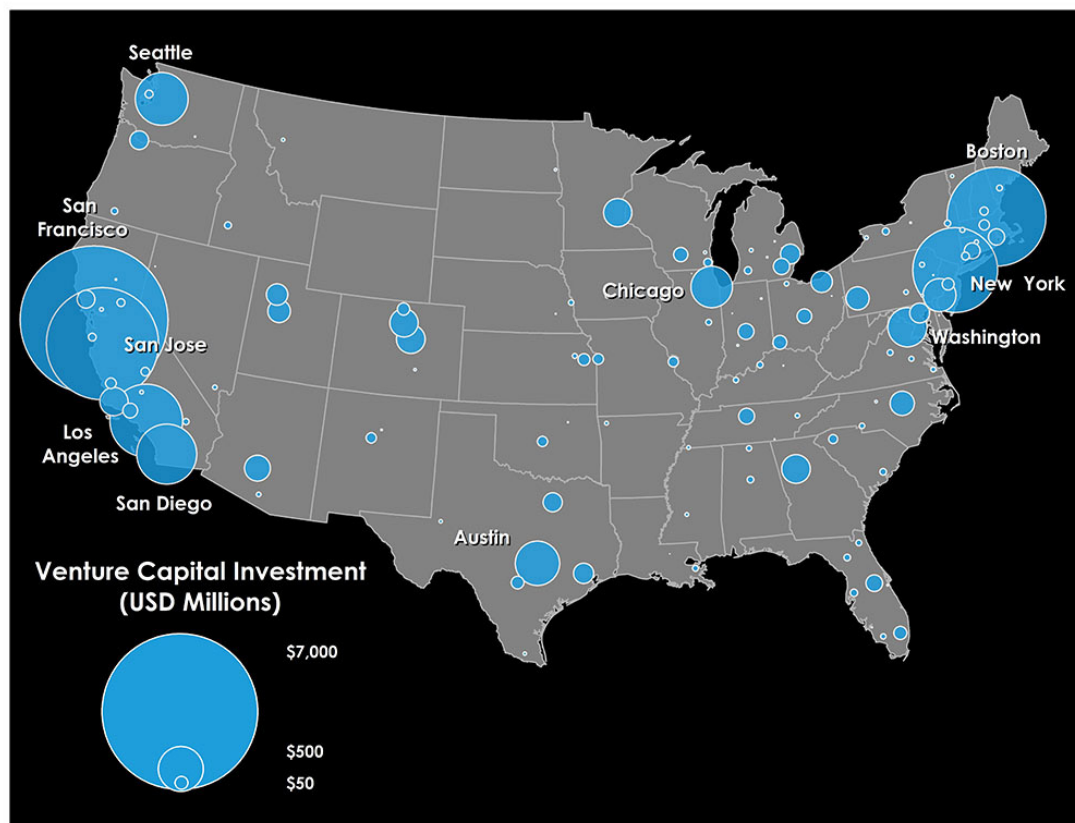 Seattle
Boston
San
Francisco
Chicago
New York
Washington
San Jose
Los
Angeles
San Diego
Austin
Venture Capital Investment
(USD Millions)
$7,000
$500
$50